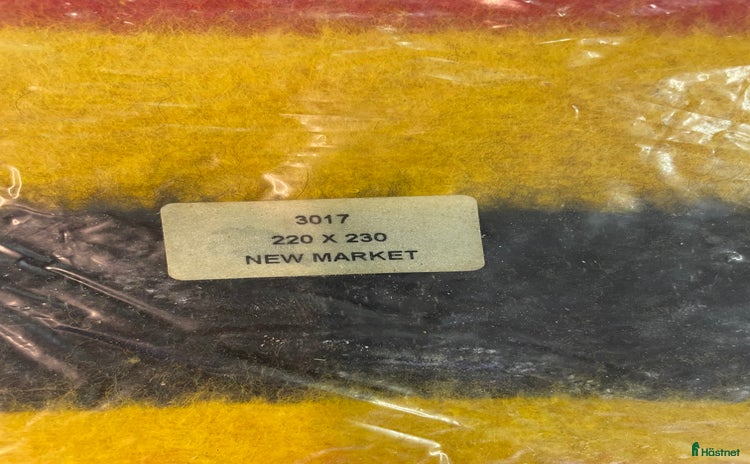 3017
220 X 230
NEW MARKET
Hästnet